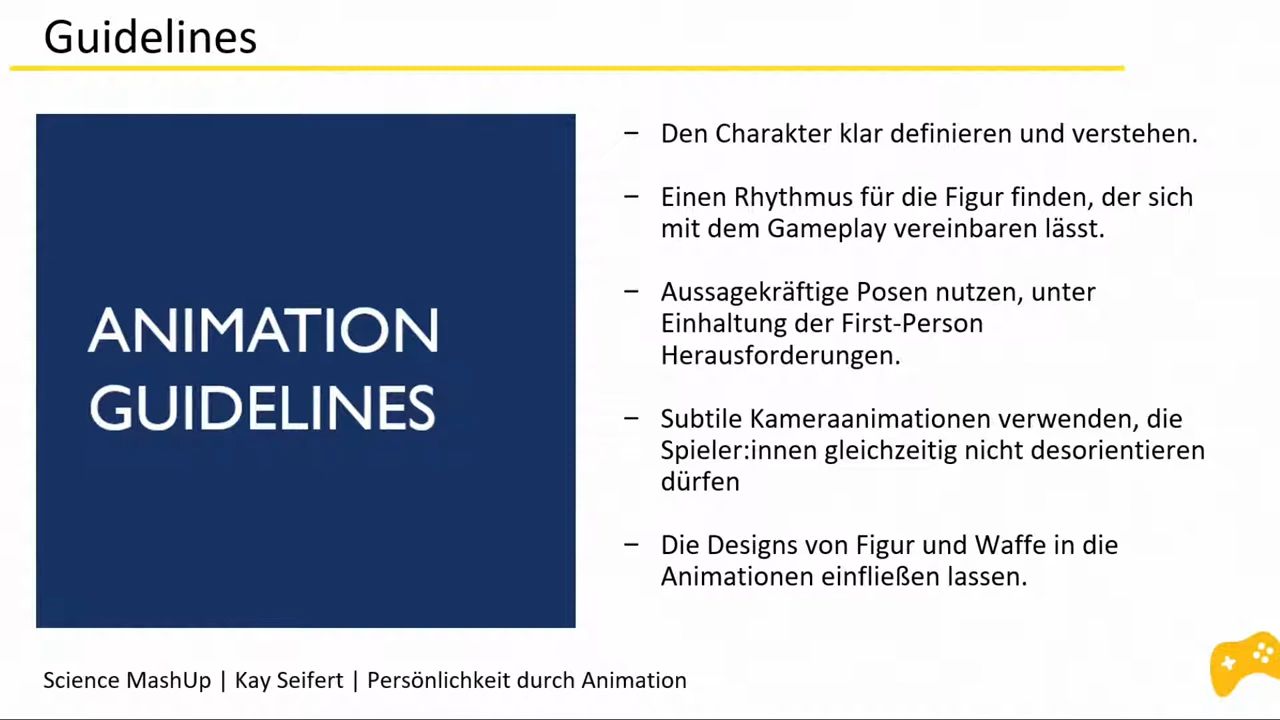 Guidelines
ANIMATION
GUIDELINES
– Den Charakter klar definieren und verstehen.
– Einen Rhythmus für die Figur finden, der sich
mit dem Gameplay vereinbaren lässt.
– Aussagekräftige Posen nutzen, unter
Einhaltung der First-Person
Herausforderungen.
– Subtile Kameraanimationen verwenden, die
Spieler:innen gleichzeitig nicht desorientieren
dürfen
– Die Designs von Figur und Waffe in die
Animationen einfließen lassen.
Science MashUp | Kay Seifert | Persönlichkeit durch Animation